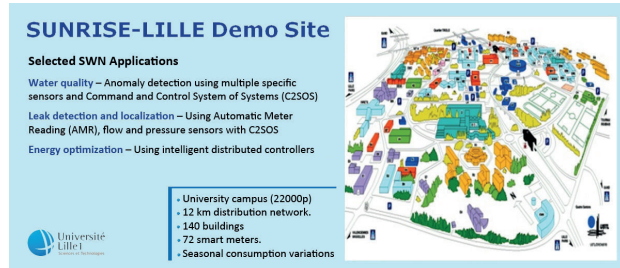 SUNRISE-LILLE Demo Site
Selected SWN Applications
Water quality – Anomaly detection using multiple specific
sensors and Command and Control System of Systems (C2SOS)
Leak detection and localization – Using Automatic Meter
Reading (AMR), flow and pressure sensors with C2SOS
Energy optimization – Using intelligent distributed controllers
• University campus (22000p)
• 12 km distribution network.
• 140 buildings
• 72 smart meters.
• Seasonal consumption variations
Université
Lille1
Sciences et Technologies
N